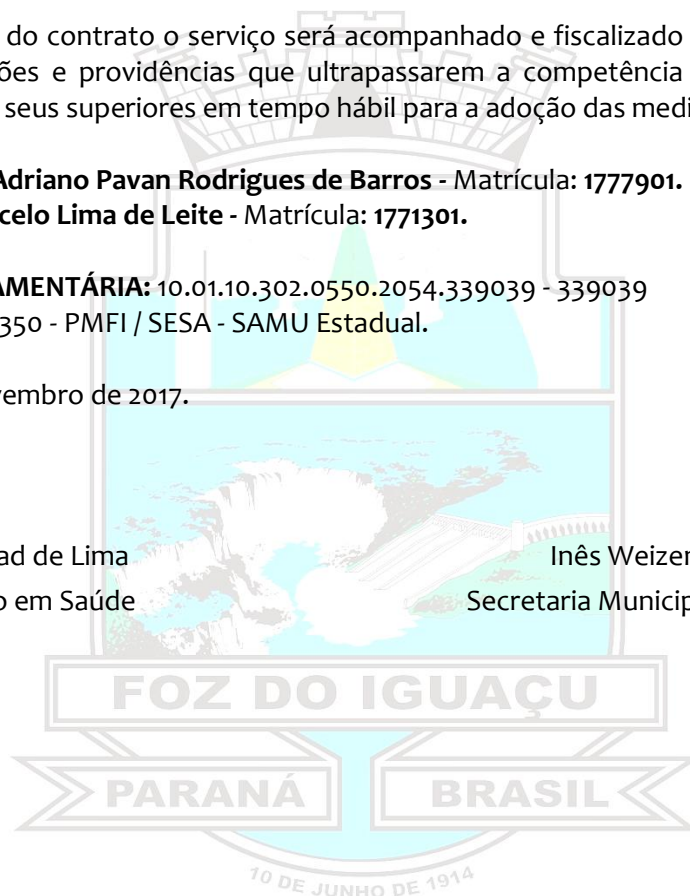 do contrato o serviço será acompanhado e fiscalizado
ões e providências que ultrapassarem a competência
seus superiores em tempo hábil para a adoção das medi
Adriano Pavan Rodrigues de Barros - Matrícula: 1777901.
celo Lima de Leite - Matrícula: 1771301.
AMENTÁRIA: 10.01.10.302.0550.2054.339039 - 339039
350 - PMFI / SESA - SAMU Estadual.
vembro de 2017.
ad de Lima Inês Weizem
o em Saúde Secretaria Municip
FOZ DO IGUAÇU
PARANÁ BRASIL
10 DE JUNHO DE 1914